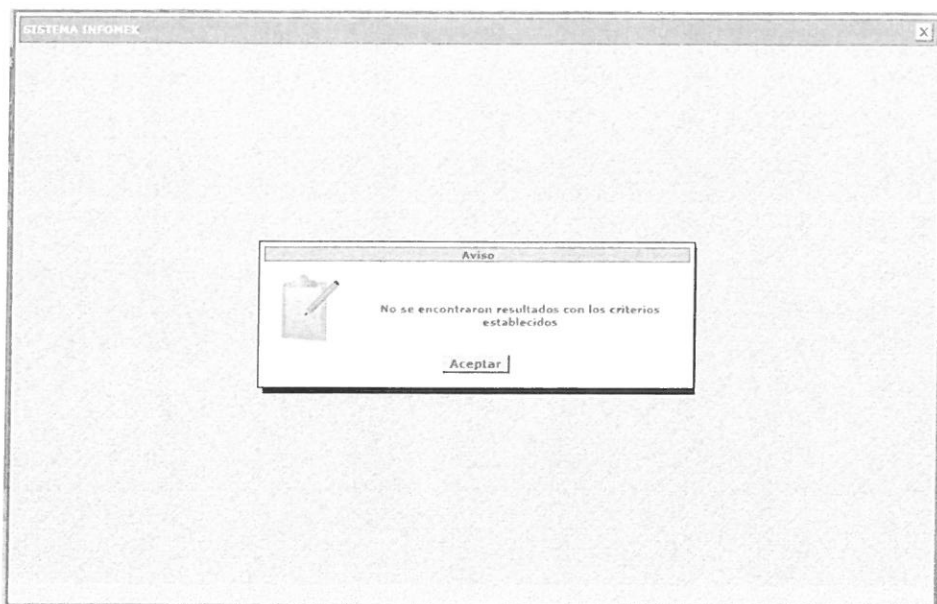 SISTEMA INFOMEX
X
Aviso
No se encontraron resultados con los criterios
establecidos
Aceptar